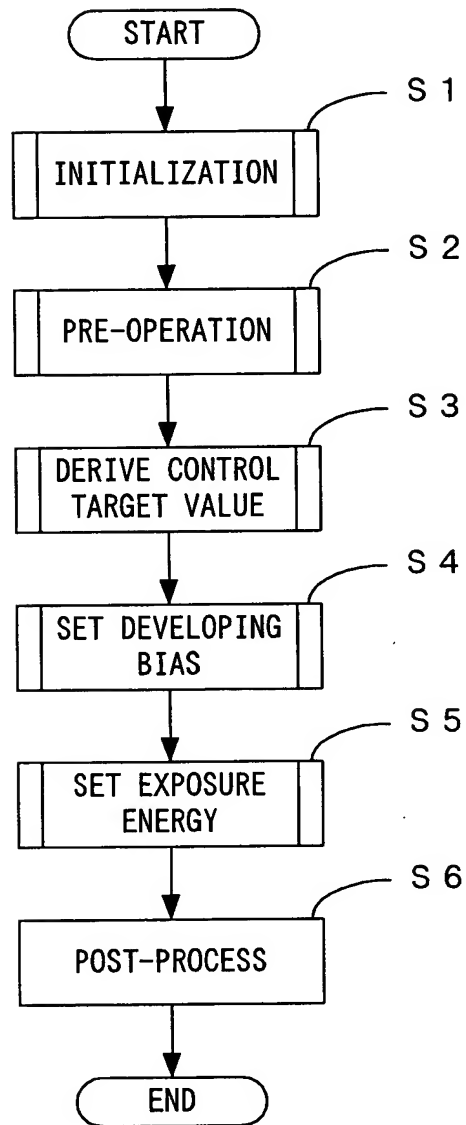 START
S 1
INITIALIZATION
S 2
PRE-OPERATION
S 3
DERIVE CONTROL
TARGET VALUE
S 4
SET DEVELOPING
BIAS
S 5
SET EXPOSURE
ENERGY
S 6
POST-PROCESS
END